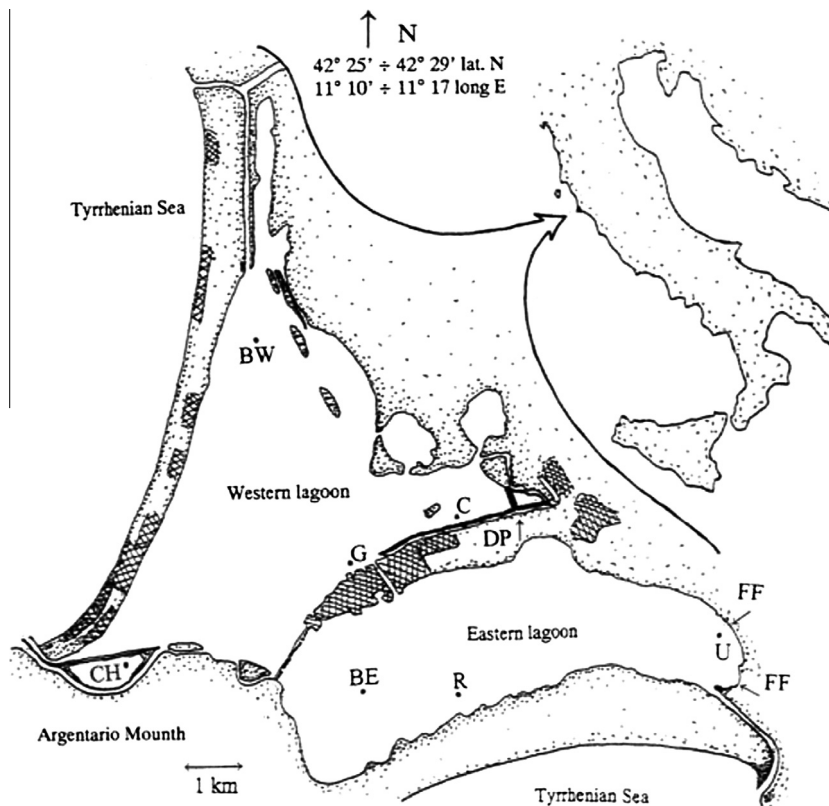 N
42° 25' ÷ 42° 29' lat. N
11° 10' ÷ 11° 17 long E
Tyrrhenian Sea
BW
Western lagoon
C
DP
G
FF
Eastern lagoon
U
CH
BE
R
FF
Argentario Mounth
1 km
Tyrrhenian Sea